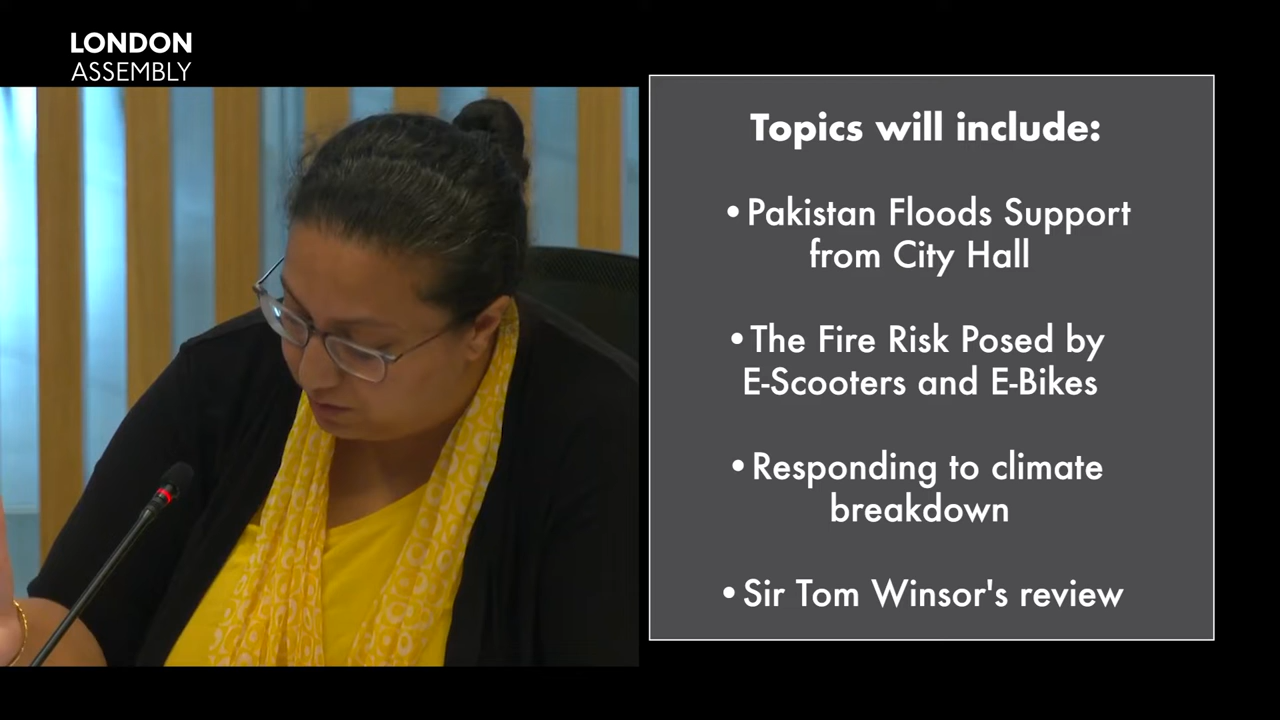 LONDON
ASSEMBLY
Topics will include:
•Pakistan Floods Support
from City Hall
•The Fire Risk Posed by
E-Scooters and E-Bikes
•Responding to climate
breakdown
•Sir Tom Winsor's review